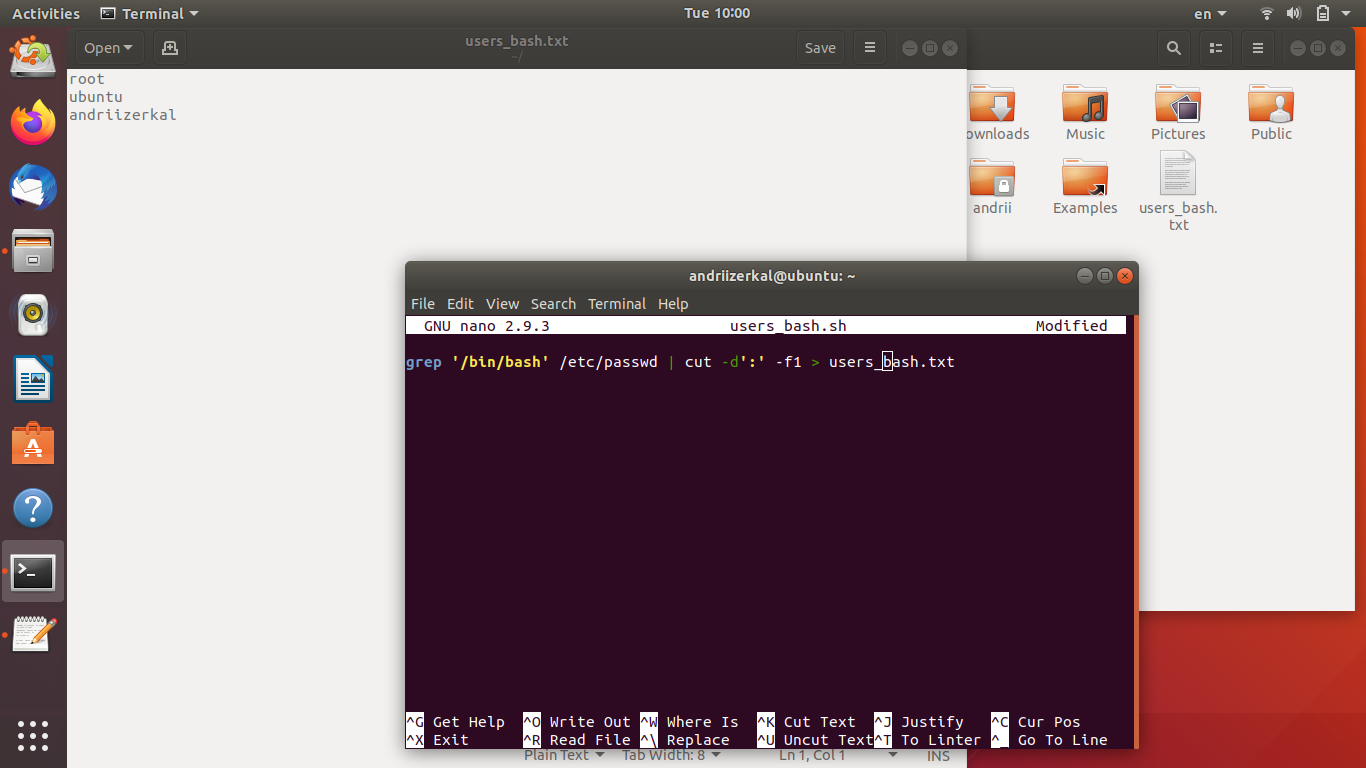 Activities Terminal Tue 10:00 en
Open users_bash.txt Save
~/
root
ubuntu
andriizerkal
ownloads Music Pictures Public
andrii Examples users_bash.
txt
andriizerkal@ubuntu: ~
File Edit View Search Terminal Help
GNU nano 2.9.3 users_bash.sh Modified
grep '/bin/bash' /etc/passwd | cut -d':' -f1 > users_bash.txt
^G Get Help ^O Write Out ^W Where Is ^K Cut Text ^J Justify ^C Cur Pos
^X Exit ^R Read File ^\ Replace ^U Uncut Text ^T To Linter ^_ Go To Line
Plain Text Tab Width: 8 Ln 1, Col 1 INS